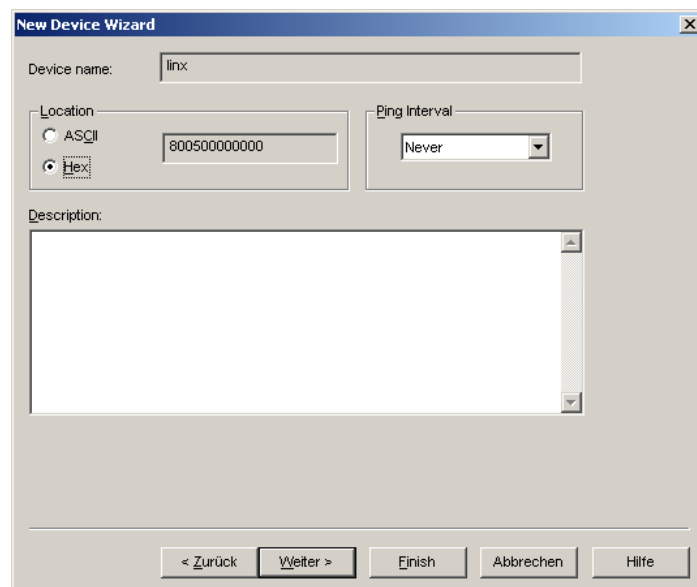 New Device Wizard
Device name: linx
Location
ASCII
Hex
800500000000
Ping Interval
Never
Description:
< Zurück Weiter > Finish Abbrechen Hilfe